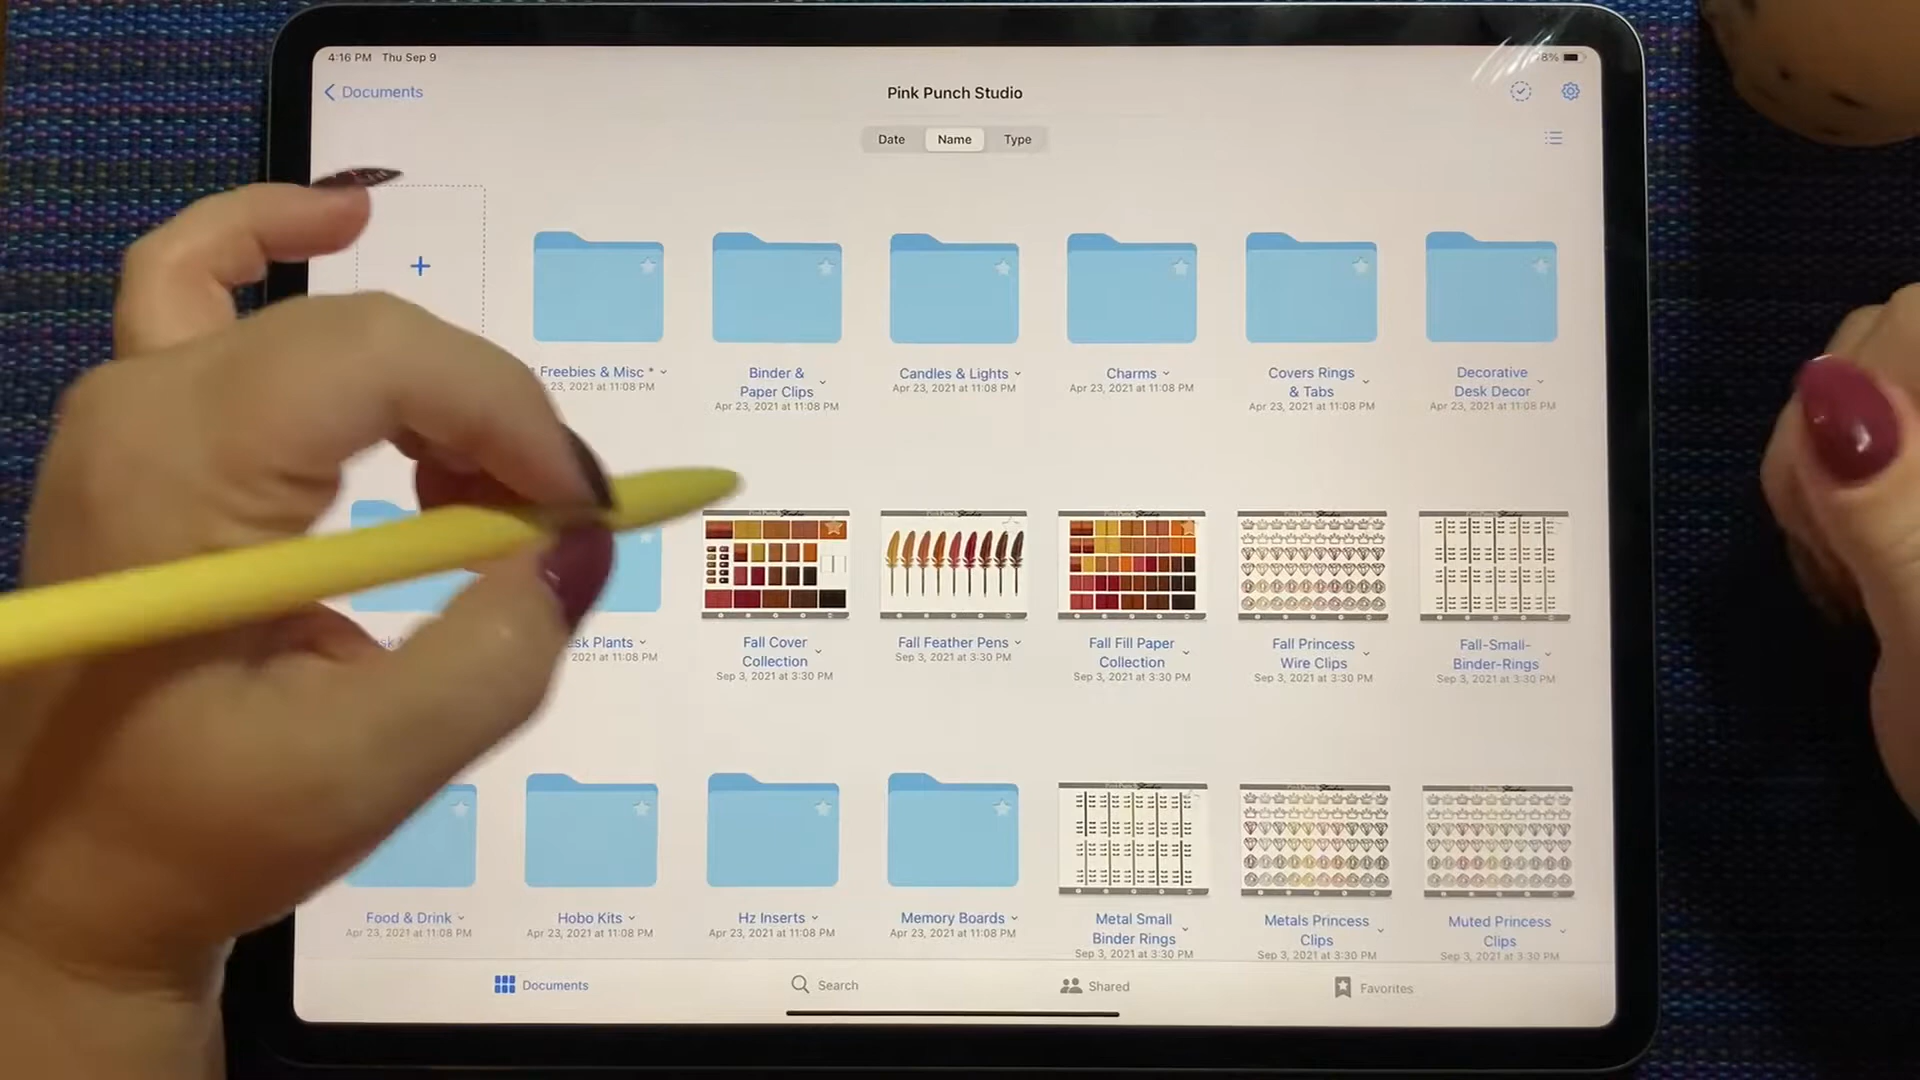 4:16 PM Thu Sep 9
8%
Documents
Pink Punch Studio
Date Name Type
* Freebies & Misc *
23, 2021 at 11:08 PM
Binder &
Paper Clips
Apr 23, 2021 at 11:08 PM
Candles & Lights
Apr 23, 2021 at 11:08 PM
Charms
Apr 23, 2021 at 11:08 PM
Covers Rings
& Tabs
Apr 23, 2021 at 11:08 PM
Decorative
Desk Decor
Apr 23, 2021 at 11:08 PM
esk Plants
2021 at 11:08 PM
Fall Cover
Collection
Sep 3, 2021 at 3:30 PM
Fall Feather Pens
Sep 3, 2021 at 3:30 PM
Fall Fill Paper
Collection
Sep 3, 2021 at 3:30 PM
Fall Princess
Wire Clips
Sep 3, 2021 at 3:30 PM
Fall-Small-
Binder-Rings
Sep 3, 2021 at 3:30 PM
Food & Drink
Apr 23, 2021 at 11:08 PM
Hobo Kits
Apr 23, 2021 at 11:08 PM
Hz Inserts
Apr 23, 2021 at 11:08 PM
Memory Boards
Apr 23, 2021 at 11:08 PM
Metal Small
Binder Rings
Sep 3, 2021 at 3:30 PM
Metals Princess
Clips
Sep 3, 2021 at 3:30 PM
Muted Princess
Clips
Sep 3, 2021 at 3:30 PM
Documents
Search
Shared
Favorites